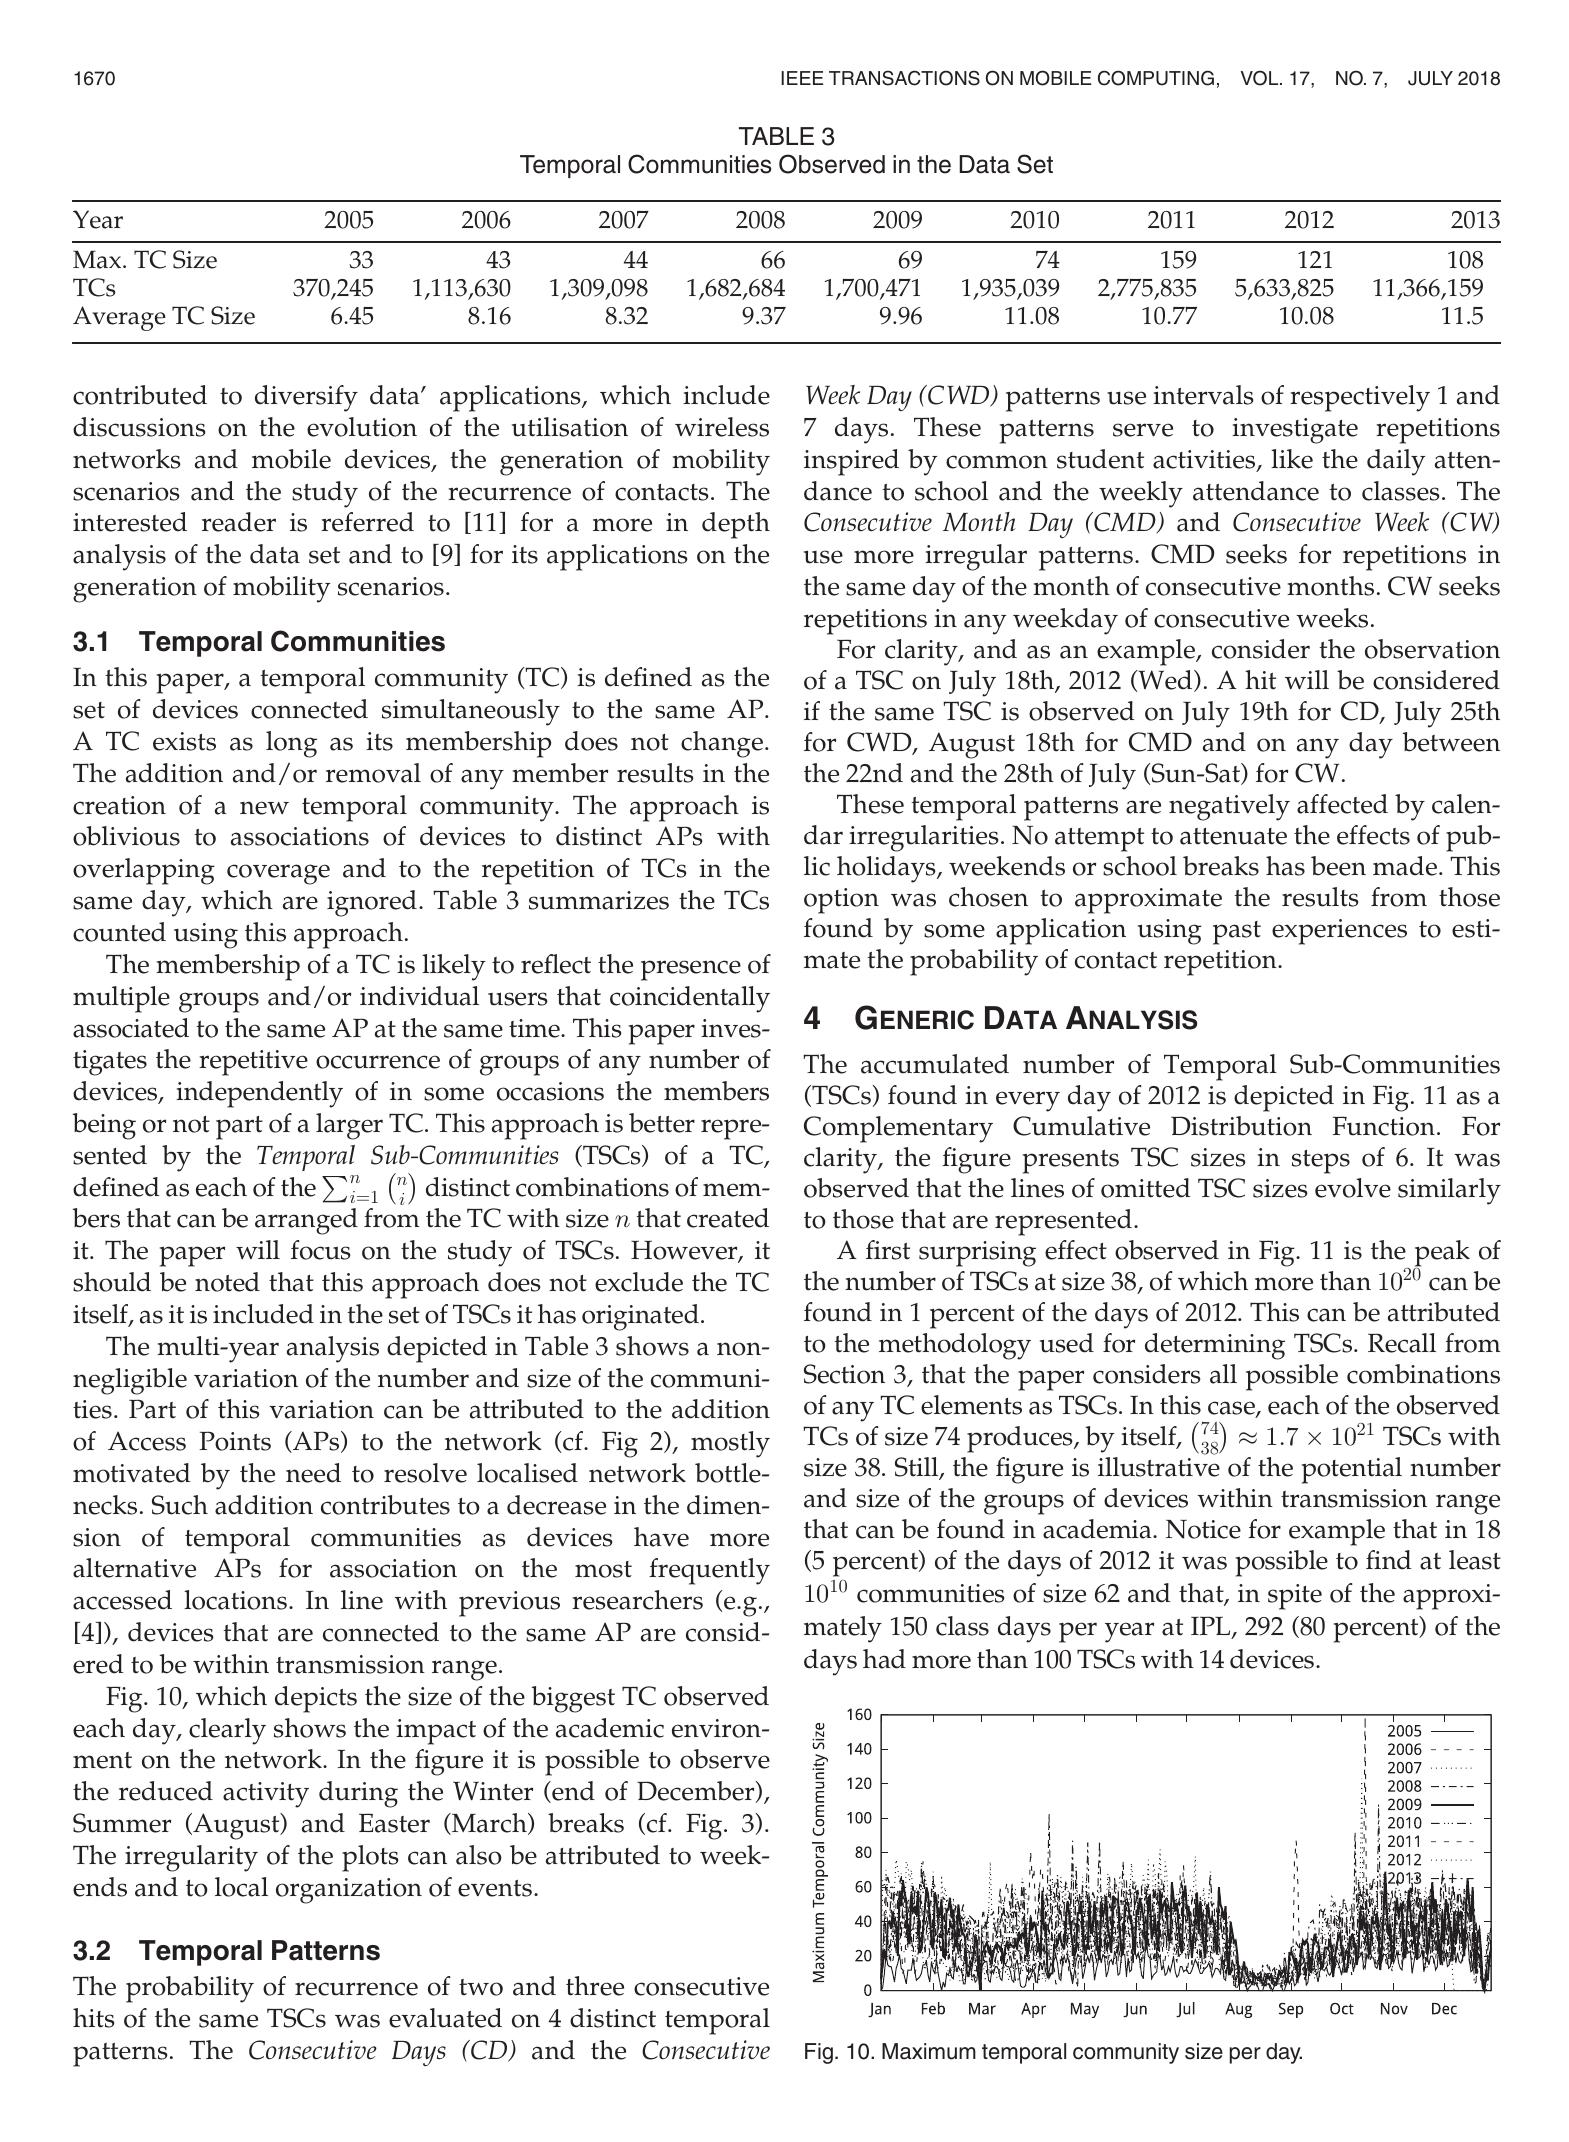 1670
IEEE TRANSACTIONS ON MOBILE COMPUTING, VOL. 17, NO. 7, JULY 2018
TABLE 3
Temporal Communities Observed in the Data Set
Year 2005 2006 2007 2008 2009 2010 2011 2012 2013
Max. TC Size 33 43 44 66 69 74 159 121 108
TCs 370,245 1,113,630 1,309,098 1,682,684 1,700,471 1,935,039 2,775,835 5,633,825 11,366,159
Average TC Size 6.45 8.16 8.32 9.37 9.96 11.08 10.77 10.08 11.5
contributed to diversify data’ applications, which include
discussions on the evolution of the utilisation of wireless
networks and mobile devices, the generation of mobility
scenarios and the study of the recurrence of contacts. The
interested reader is referred to [11] for a more in depth
analysis of the data set and to [9] for its applications on the
generation of mobility scenarios.
3.1 Temporal Communities
In this paper, a temporal community (TC) is defined as the
set of devices connected simultaneously to the same AP.
A TC exists as long as its membership does not change.
The addition and/or removal of any member results in the
creation of a new temporal community. The approach is
oblivious to associations of devices to distinct APs with
overlapping coverage and to the repetition of TCs in the
same day, which are ignored. Table 3 summarizes the TCs
counted using this approach.
The membership of a TC is likely to reflect the presence of
multiple groups and/or individual users that coincidentally
associated to the same AP at the same time. This paper inves-
tigates the repetitive occurrence of groups of any number of
devices, independently of in some occasions the members
being or not part of a larger TC. This approach is better repre-
sented by the Temporal Sub-Communities (TSCs) of a TC,
defined as each of the ∑ⁿᵢ₌₁ (n i) distinct combinations of mem-
bers that can be arranged from the TC with size n that created
it. The paper will focus on the study of TSCs. However, it
should be noted that this approach does not exclude the TC
itself, as it is included in the set of TSCs it has originated.
The multi-year analysis depicted in Table 3 shows a non-
negligible variation of the number and size of the communi-
ties. Part of this variation can be attributed to the addition
of Access Points (APs) to the network (cf. Fig 2), mostly
motivated by the need to resolve localised network bottle-
necks. Such addition contributes to a decrease in the dimen-
sion of temporal communities as devices have more
alternative APs for association on the most frequently
accessed locations. In line with previous researchers (e.g.,
[4]), devices that are connected to the same AP are consid-
ered to be within transmission range.
Fig. 10, which depicts the size of the biggest TC observed
each day, clearly shows the impact of the academic environ-
ment on the network. In the figure it is possible to observe
the reduced activity during the Winter (end of December),
Summer (August) and Easter (March) breaks (cf. Fig. 3).
The irregularity of the plots can also be attributed to week-
ends and to local organization of events.
3.2 Temporal Patterns
The probability of recurrence of two and three consecutive
hits of the same TSCs was evaluated on 4 distinct temporal
patterns. The Consecutive Days (CD) and the Consecutive
Week Day (CWD) patterns use intervals of respectively 1 and
7 days. These patterns serve to investigate repetitions
inspired by common student activities, like the daily atten-
dance to school and the weekly attendance to classes. The
Consecutive Month Day (CMD) and Consecutive Week (CW)
use more irregular patterns. CMD seeks for repetitions in
the same day of the month of consecutive months. CW seeks
repetitions in any weekday of consecutive weeks.
For clarity, and as an example, consider the observation
of a TSC on July 18th, 2012 (Wed). A hit will be considered
if the same TSC is observed on July 19th for CD, July 25th
for CWD, August 18th for CMD and on any day between
the 22nd and the 28th of July (Sun-Sat) for CW.
These temporal patterns are negatively affected by calen-
dar irregularities. No attempt to attenuate the effects of pub-
lic holidays, weekends or school breaks has been made. This
option was chosen to approximate the results from those
found by some application using past experiences to esti-
mate the probability of contact repetition.
4 GENERIC DATA ANALYSIS
The accumulated number of Temporal Sub-Communities
(TSCs) found in every day of 2012 is depicted in Fig. 11 as a
Complementary Cumulative Distribution Function. For
clarity, the figure presents TSC sizes in steps of 6. It was
observed that the lines of omitted TSC sizes evolve similarly
to those that are represented.
A first surprising effect observed in Fig. 11 is the peak of
the number of TSCs at size 38, of which more than 10²⁰ can be
found in 1 percent of the days of 2012. This can be attributed
to the methodology used for determining TSCs. Recall from
Section 3, that the paper considers all possible combinations
of any TC elements as TSCs. In this case, each of the observed
TCs of size 74 produces, by itself, (74 38) ≈ 1.7 × 10²¹ TSCs with
size 38. Still, the figure is illustrative of the potential number
and size of the groups of devices within transmission range
that can be found in academia. Notice for example that in 18
(5 percent) of the days of 2012 it was possible to find at least
10¹⁰ communities of size 62 and that, in spite of the approxi-
mately 150 class days per year at IPL, 292 (80 percent) of the
days had more than 100 TSCs with 14 devices.
Maximum Temporal Community Size
160
140
120
100
80
60
40
20
0
2005
2006
2007
2008
2009
2010
2011
2012
2013
Jan Feb Mar Apr May Jun Jul Aug Sep Oct Nov Dec
Fig. 10. Maximum temporal community size per day.